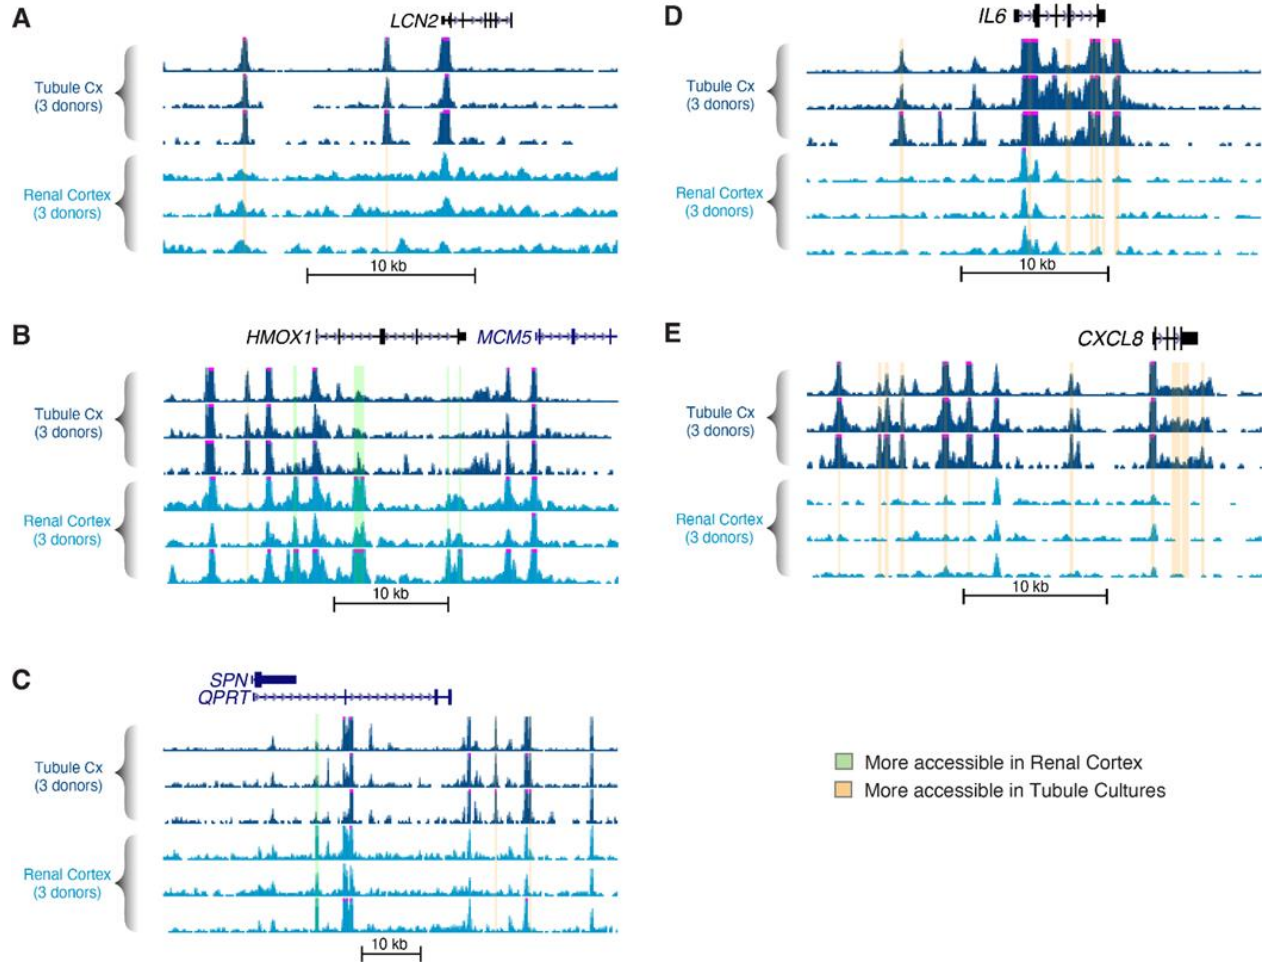 A
LCN2
Tubule Cx
(3 donors)
Renal Cortex
(3 donors)
10 kb
B
HMOX1 MCM5
Tubule Cx
(3 donors)
Renal Cortex
(3 donors)
10 kb
C
SPN
QPRT
Tubule Cx
(3 donors)
Renal Cortex
(3 donors)
10 kb
D
IL6
Tubule Cx
(3 donors)
Renal Cortex
(3 donors)
10 kb
E
CXCL8
Tubule Cx
(3 donors)
Renal Cortex
(3 donors)
10 kb
More accessible in Renal Cortex
More accessible in Tubule Cultures